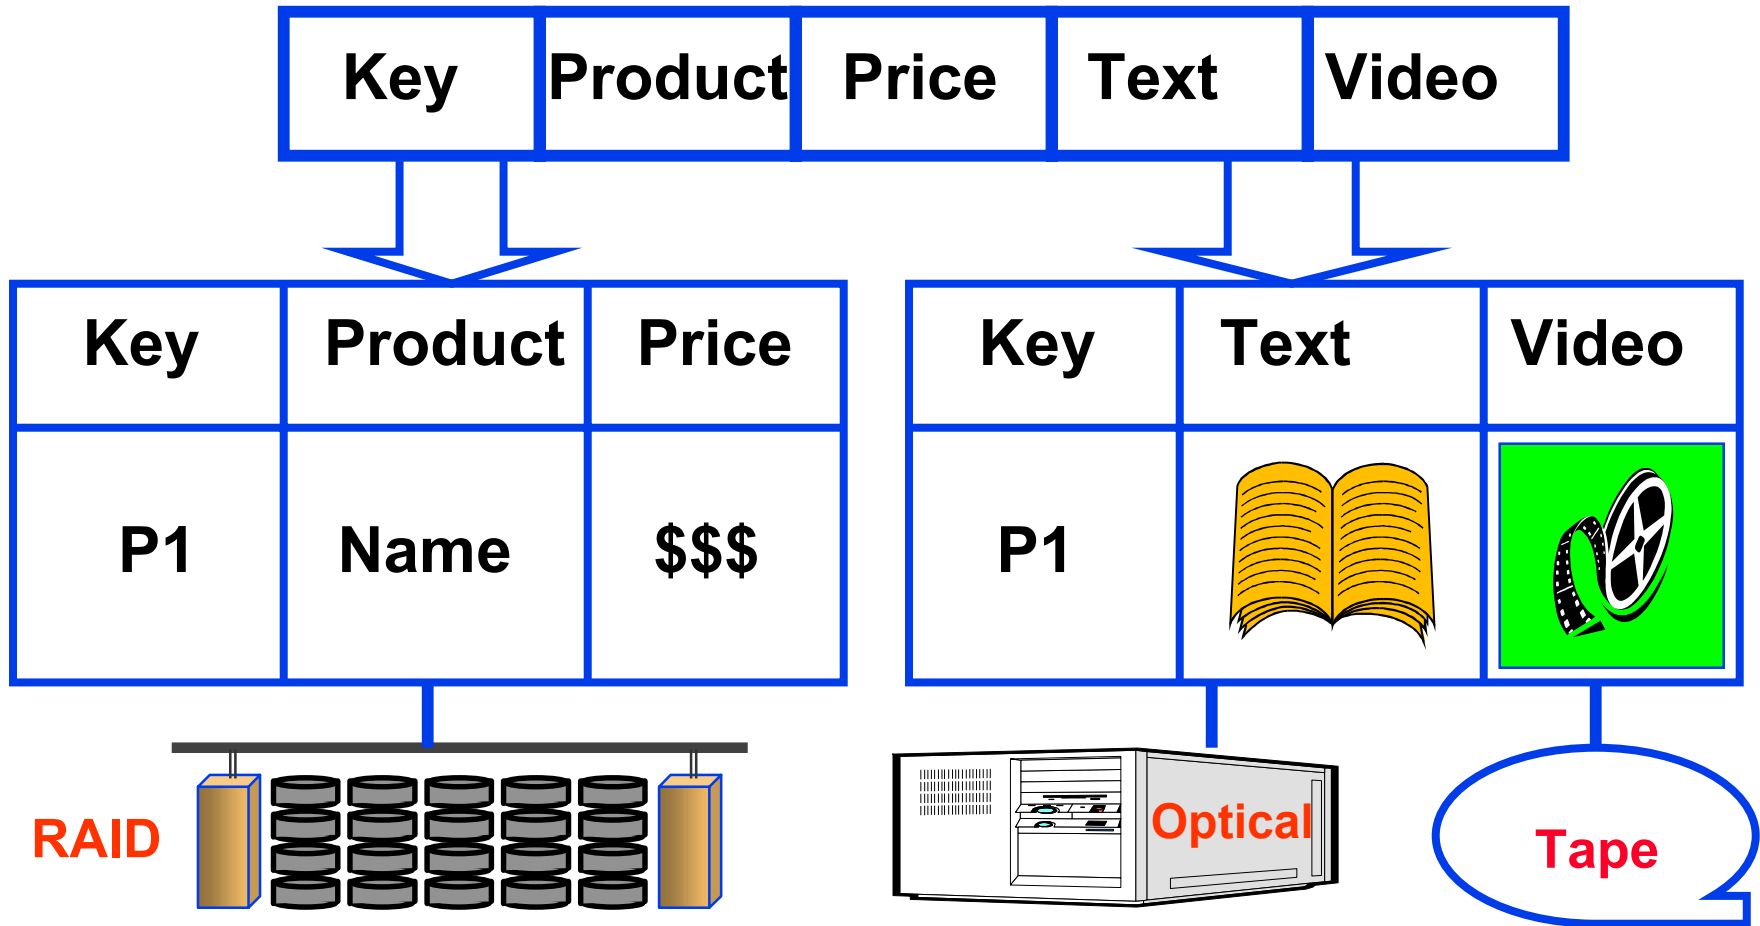 Key Product Price Text Video
Key Product Price
P1 Name $$$
Key Text Video
P1
RAID
Optical
Tape